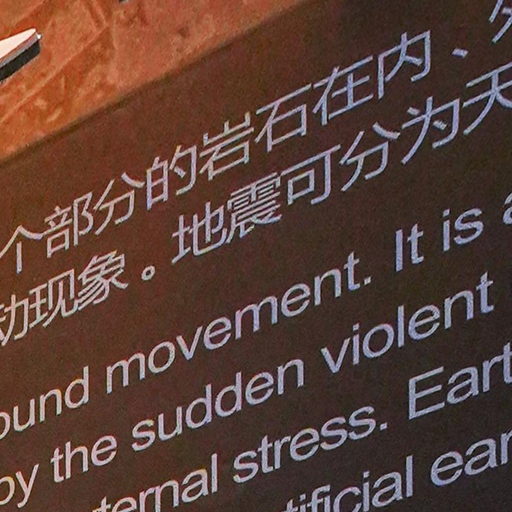 个部分的岩石在内、外
动现象。地震可分为天
ound movement. It is a
by the sudden violent
ternal stress. Eart
tificial ear